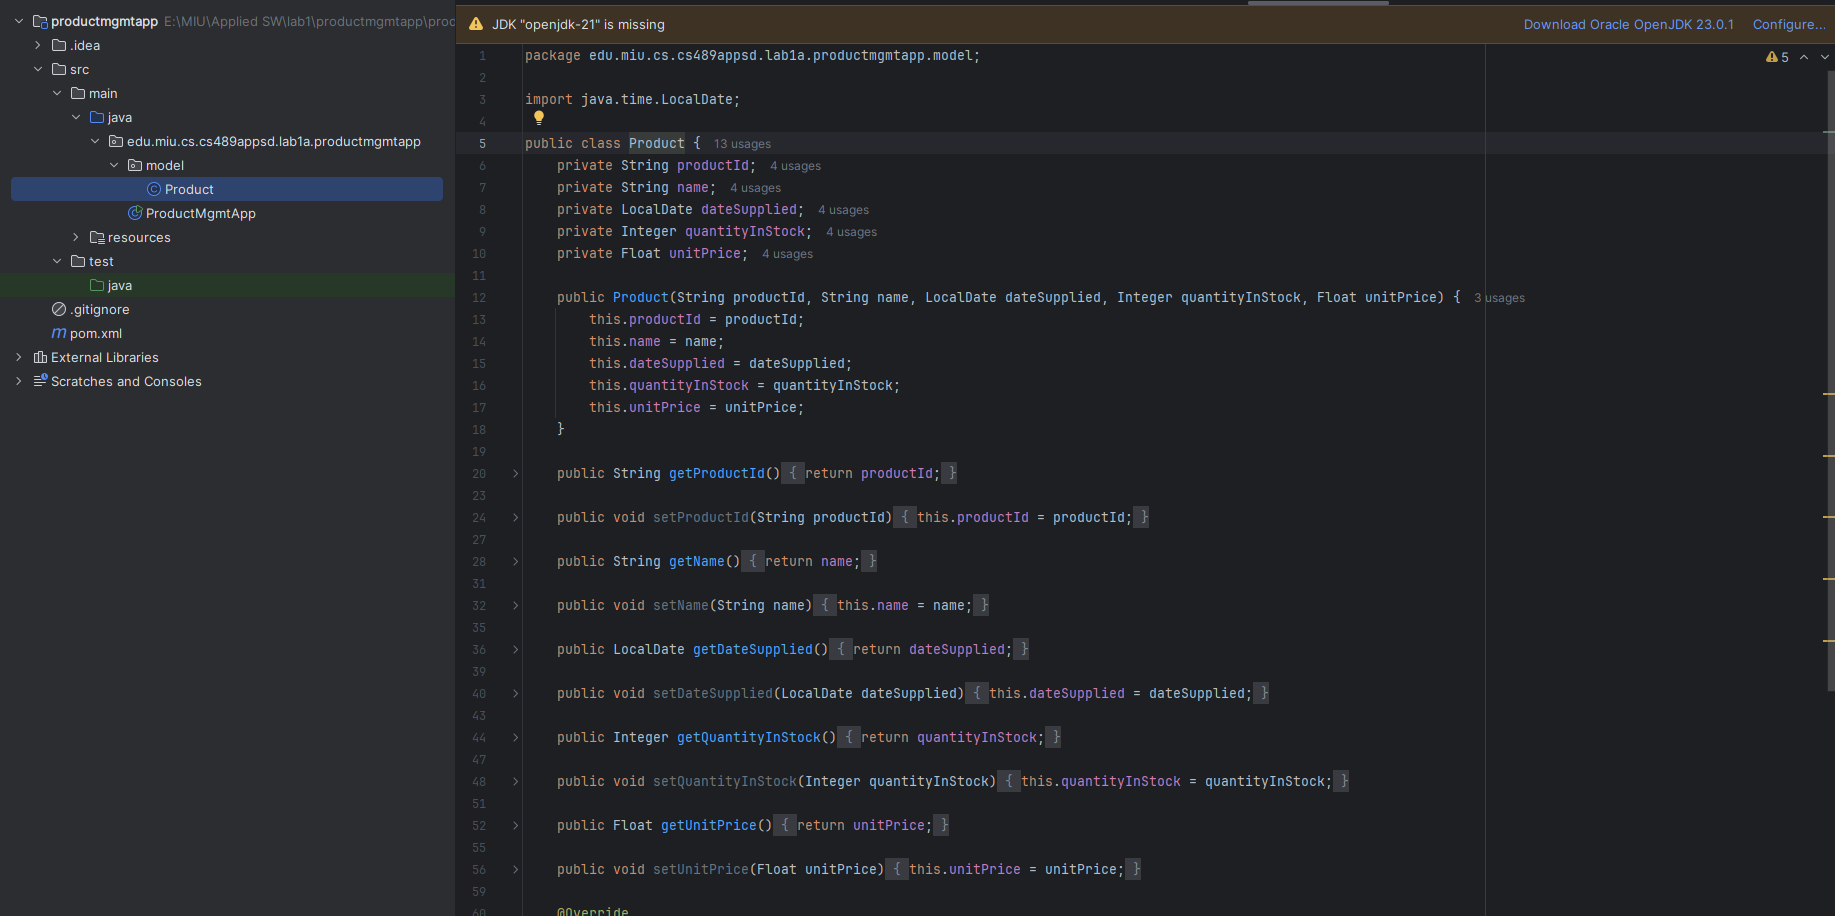 productmgmtapp E:\MIU\Applied SW\lab1\productmgmtapp\proc
.idea
src
main
java
edu.miu.cs.cs489appsd.lab1a.productmgmtapp
model
Product
ProductMgmtApp
resources
test
java
.gitignore
pom.xml
External Libraries
Scratches and Consoles
JDK "openjdk-21" is missing Download Oracle OpenJDK 23.0.1 Configure...
5
1 package edu.miu.cs.cs489appsd.lab1a.productmgmtapp.model;
2
3 import java.time.LocalDate;
4
5 public class Product { 13 usages
6 private String productId; 4 usages
7 private String name; 4 usages
8 private LocalDate dateSupplied; 4 usages
9 private Integer quantityInStock; 4 usages
10 private Float unitPrice; 4 usages
11
12 public Product(String productId, String name, LocalDate dateSupplied, Integer quantityInStock, Float unitPrice) { 3 usages
13 this.productId = productId;
14 this.name = name;
15 this.dateSupplied = dateSupplied;
16 this.quantityInStock = quantityInStock;
17 this.unitPrice = unitPrice;
18 }
19
20 public String getProductId() { return productId; }
23
24 public void setProductId(String productId) { this.productId = productId; }
27
28 public String getName() { return name; }
31
32 public void setName(String name) { this.name = name; }
35
36 public LocalDate getDateSupplied() { return dateSupplied; }
39
40 public void setDateSupplied(LocalDate dateSupplied) { this.dateSupplied = dateSupplied; }
43
44 public Integer getQuantityInStock() { return quantityInStock; }
47
48 public void setQuantityInStock(Integer quantityInStock) { this.quantityInStock = quantityInStock; }
51
52 public Float getUnitPrice() { return unitPrice; }
55
56 public void setUnitPrice(Float unitPrice) { this.unitPrice = unitPrice; }
59
60 @Override